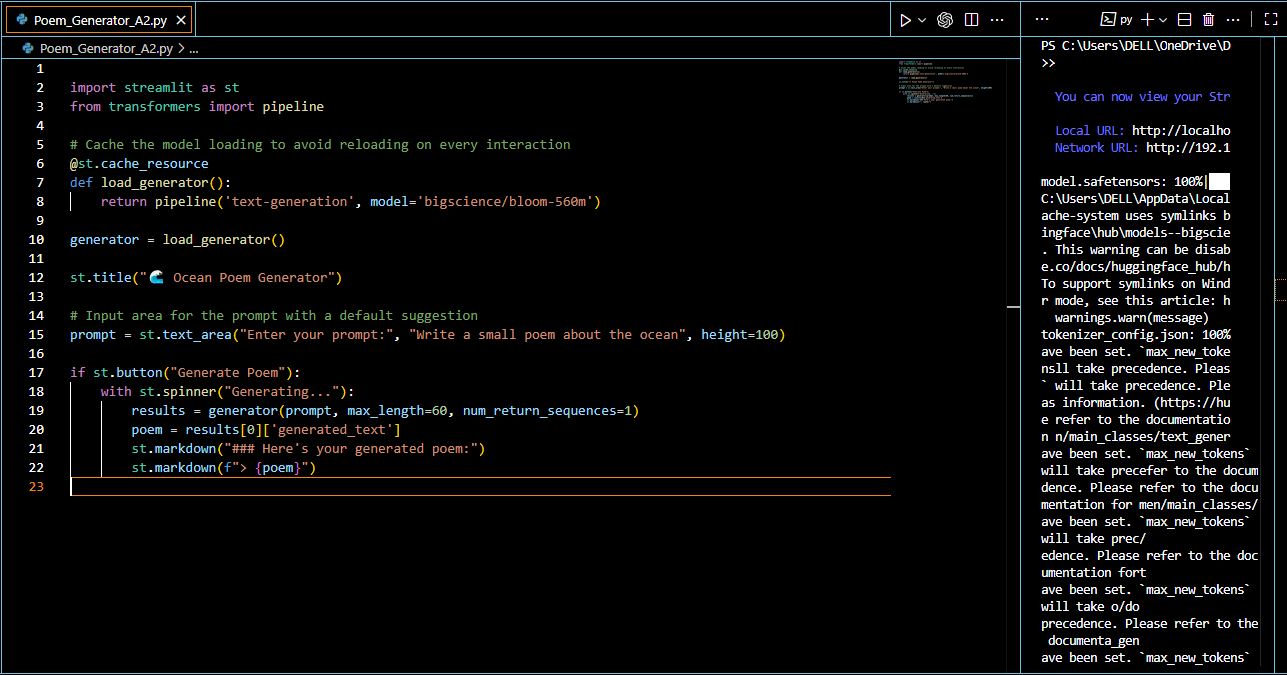 Poem_Generator_A2.py
Poem_Generator_A2.py > ...
1
2 import streamlit as st
3 from transformers import pipeline
4
5 # Cache the model loading to avoid reloading on every interaction
6 @st.cache_resource
7 def load_generator():
8     return pipeline('text-generation', model='bigscience/bloom-560m')
9
10 generator = load_generator()
11
12 st.title("🌊 Ocean Poem Generator")
13
14 # Input area for the prompt with a default suggestion
15 prompt = st.text_area("Enter your prompt:", "Write a small poem about the ocean", height=100)
16
17 if st.button("Generate Poem"):
18     with st.spinner("Generating..."):
19         results = generator(prompt, max_length=60, num_return_sequences=1)
20         poem = results[0]['generated_text']
21         st.markdown("### Here's your generated poem:")
22         st.markdown(f"> {poem}")
23
py
PS C:\Users\DELL\OneDrive\D
>>
You can now view your Str
Local URL: http://localho
Network URL: http://192.1
model.safetensors: 100%|
C:\Users\DELL\AppData\Local
ache-system uses symlinks b
ingface\hub\models--bigscie
. This warning can be disab
e.co/docs/huggingface_hub/h
To support symlinks on Wind
r mode, see this article: h
warnings.warn(message)
tokenizer_config.json: 100%
ave been set. `max_new_toke
nsll take precedence. Pleas
` will take precedence. Ple
as information. (https://hu
e refer to the documentatio
n n/main_classes/text_gener
ave been set. `max_new_tokens`
will take precefer to the docum
dence. Please refer to the docu
mentation for men/main_classes/
ave been set. `max_new_tokens`
will take prec/
edence. Please refer to the doc
umentation fort
ave been set. `max_new_tokens`
will take o/do
precedence. Please refer to the
documenta_gen
ave been set. `max_new_tokens`